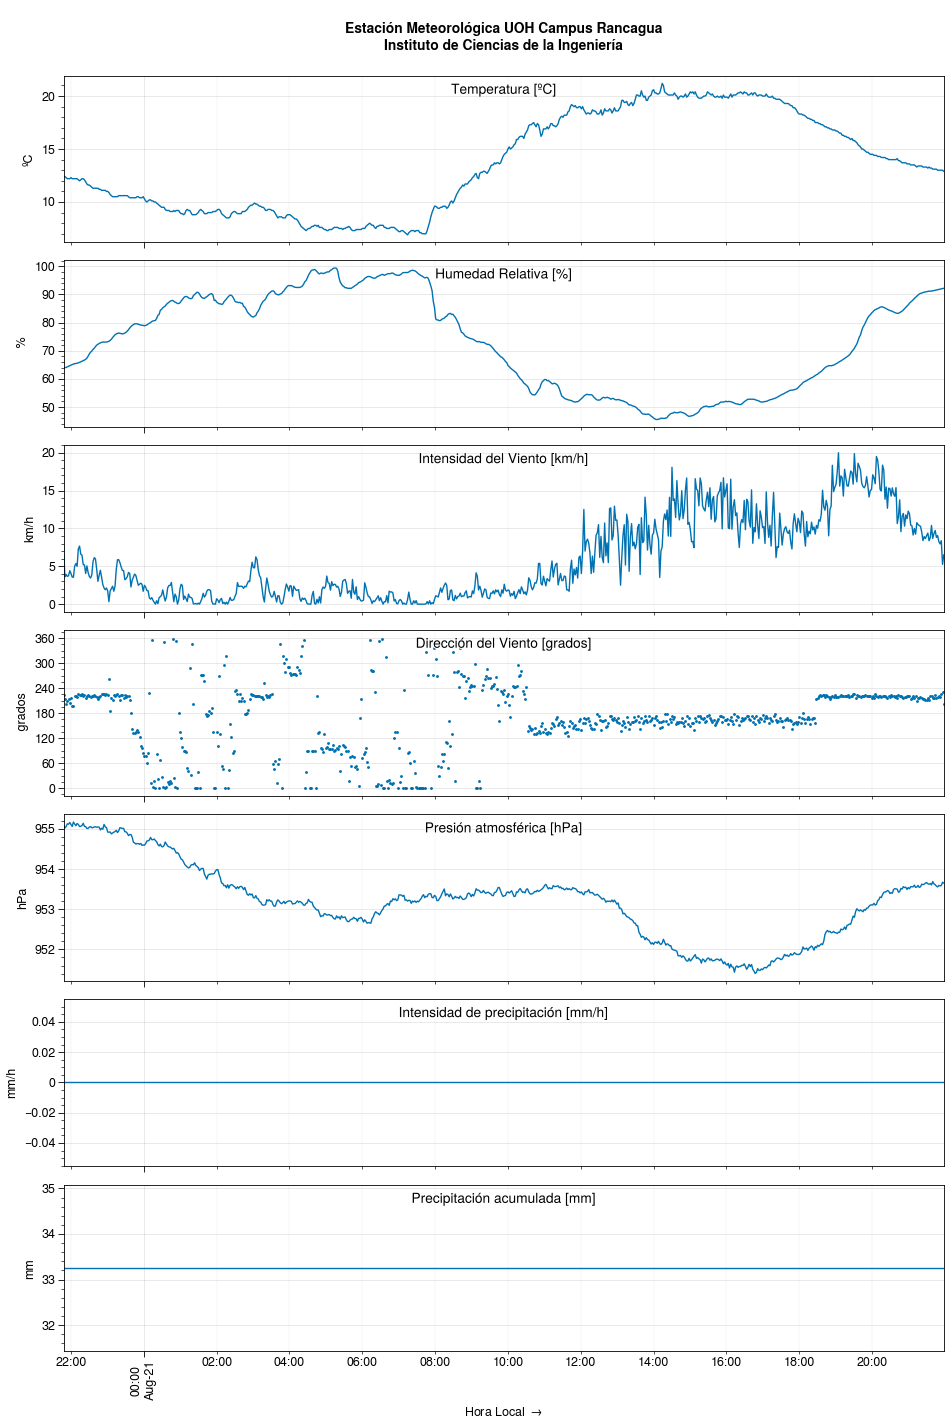 Estación Meteorológica UOH Campus Rancagua
Instituto de Ciencias de la Ingeniería
Temperatura [ºC]
ºC
20
15
10
Humedad Relativa [%]
%
100
90
80
70
60
50
Intensidad del Viento [km/h]
km/h
20
15
10
5
0
Dirección del Viento [grados]
grados
360
300
240
180
120
60
0
Presión atmosférica [hPa]
hPa
955
954
953
952
Intensidad de precipitación [mm/h]
mm/h
0.04
0.02
0
−0.02
−0.04
Precipitación acumulada [mm]
mm
35
34
33
32
22:00
00:00
Aug-21
02:00
04:00
06:00
08:00
10:00
12:00
14:00
16:00
18:00
20:00
Hora Local →